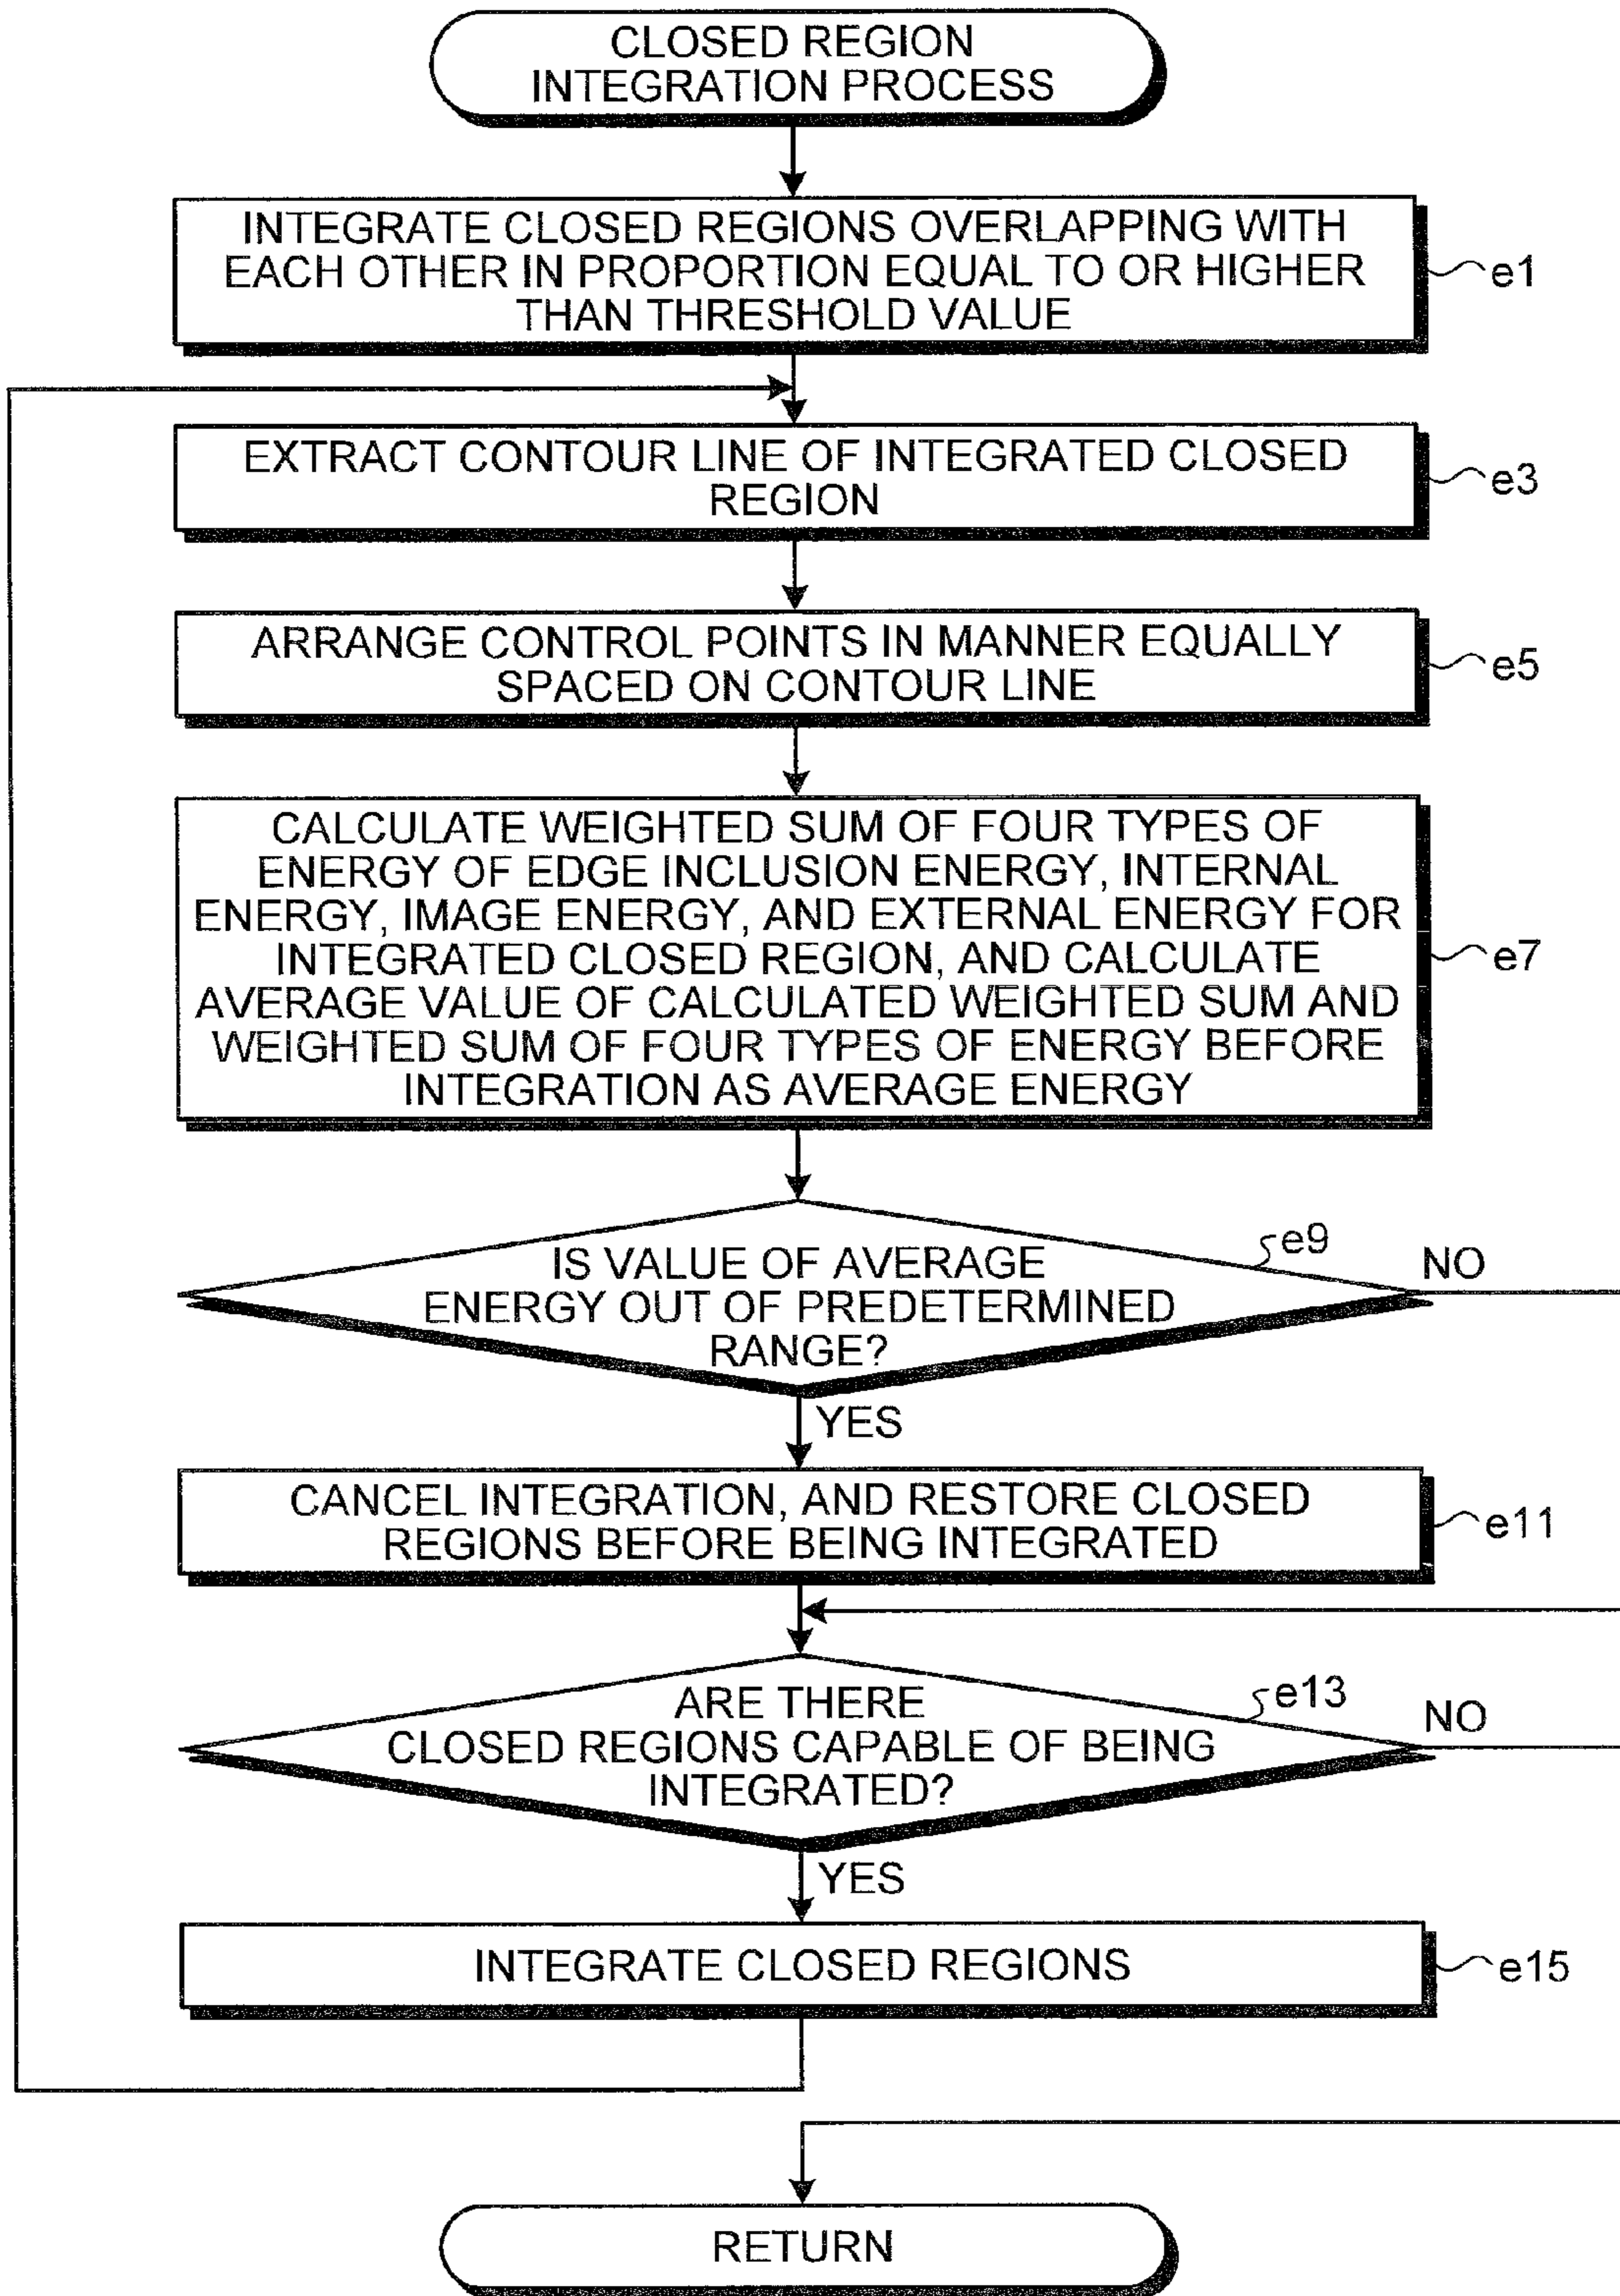 CLOSED REGION
INTEGRATION PROCESS
INTEGRATE CLOSED REGIONS OVERLAPPING WITH
EACH OTHER IN PROPORTION EQUAL TO OR HIGHER
THAN THRESHOLD VALUE
e1
EXTRACT CONTOUR LINE OF INTEGRATED CLOSED
REGION
e3
ARRANGE CONTROL POINTS IN MANNER EQUALLY
SPACED ON CONTOUR LINE
e5
CALCULATE WEIGHTED SUM OF FOUR TYPES OF
ENERGY OF EDGE INCLUSION ENERGY, INTERNAL
ENERGY, IMAGE ENERGY, AND EXTERNAL ENERGY FOR
INTEGRATED CLOSED REGION, AND CALCULATE
AVERAGE VALUE OF CALCULATED WEIGHTED SUM AND
WEIGHTED SUM OF FOUR TYPES OF ENERGY BEFORE
INTEGRATION AS AVERAGE ENERGY
e7
IS VALUE OF AVERAGE
ENERGY OUT OF PREDETERMINED
RANGE?
e9
NO
YES
CANCEL INTEGRATION, AND RESTORE CLOSED
REGIONS BEFORE BEING INTEGRATED
e11
ARE THERE
CLOSED REGIONS CAPABLE OF BEING
INTEGRATED?
e13
NO
YES
INTEGRATE CLOSED REGIONS
e15
RETURN